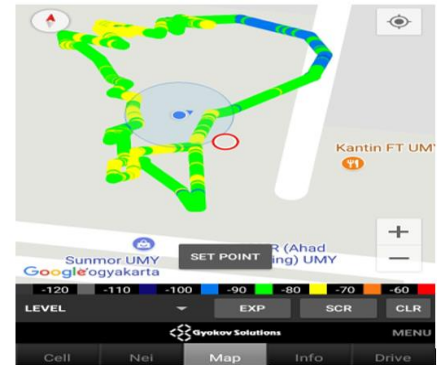 Kantin FT UMY
Sunmor UMY
SET POINT
R (Ahad
ing) UMY
Google
ogyakarta
-120 -110 -100 -90 -80 -70 -60
LEVEL EXP SCR CLR
Gyokov Solutions MENU
Cell Nei Map Info Drive